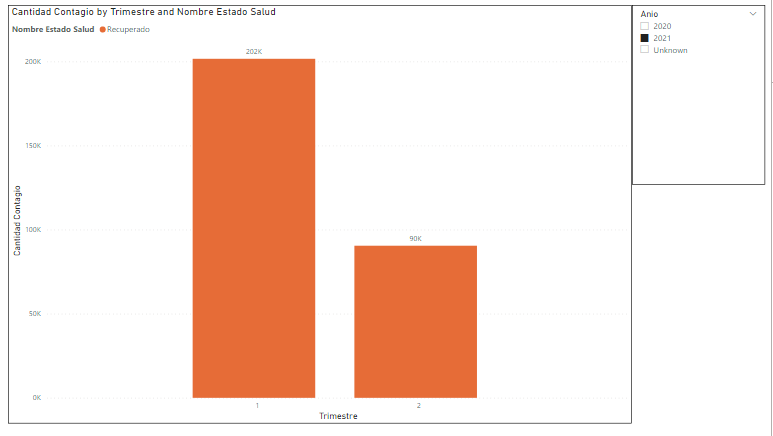 Cantidad Contagio by Trimestre and Nombre Estado Salud
Nombre Estado Salud Recuperado
202K
200K
150K
100K
90K
50K
0K
1
2
Cantidad Contagio
Trimestre
Anio
2020
2021
Unknown